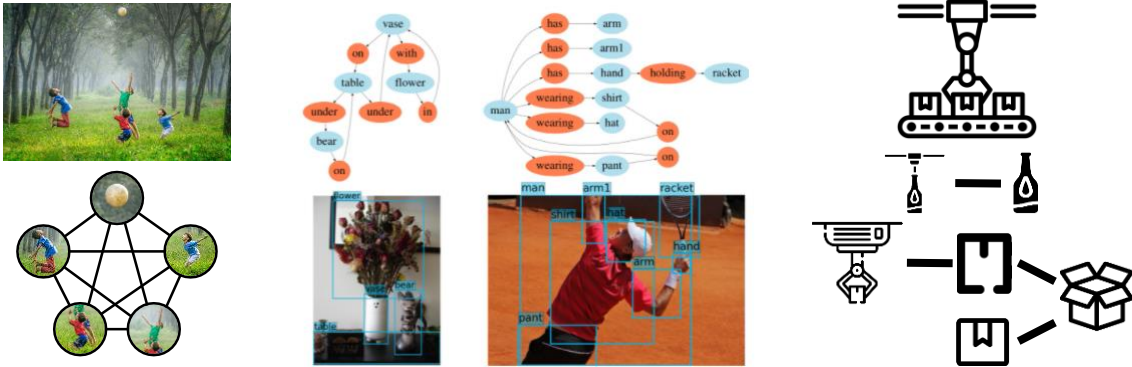 vase
on
with
table
flower
under
under
in
bear
on
has
arm
has
arm1
has
hand
holding
racket
wearing
shirt
man
wearing
hat
on
on
wearing
pant
flower
vase
bear
table
man
arm1
racket
shirt
hat
hand
arm
pant